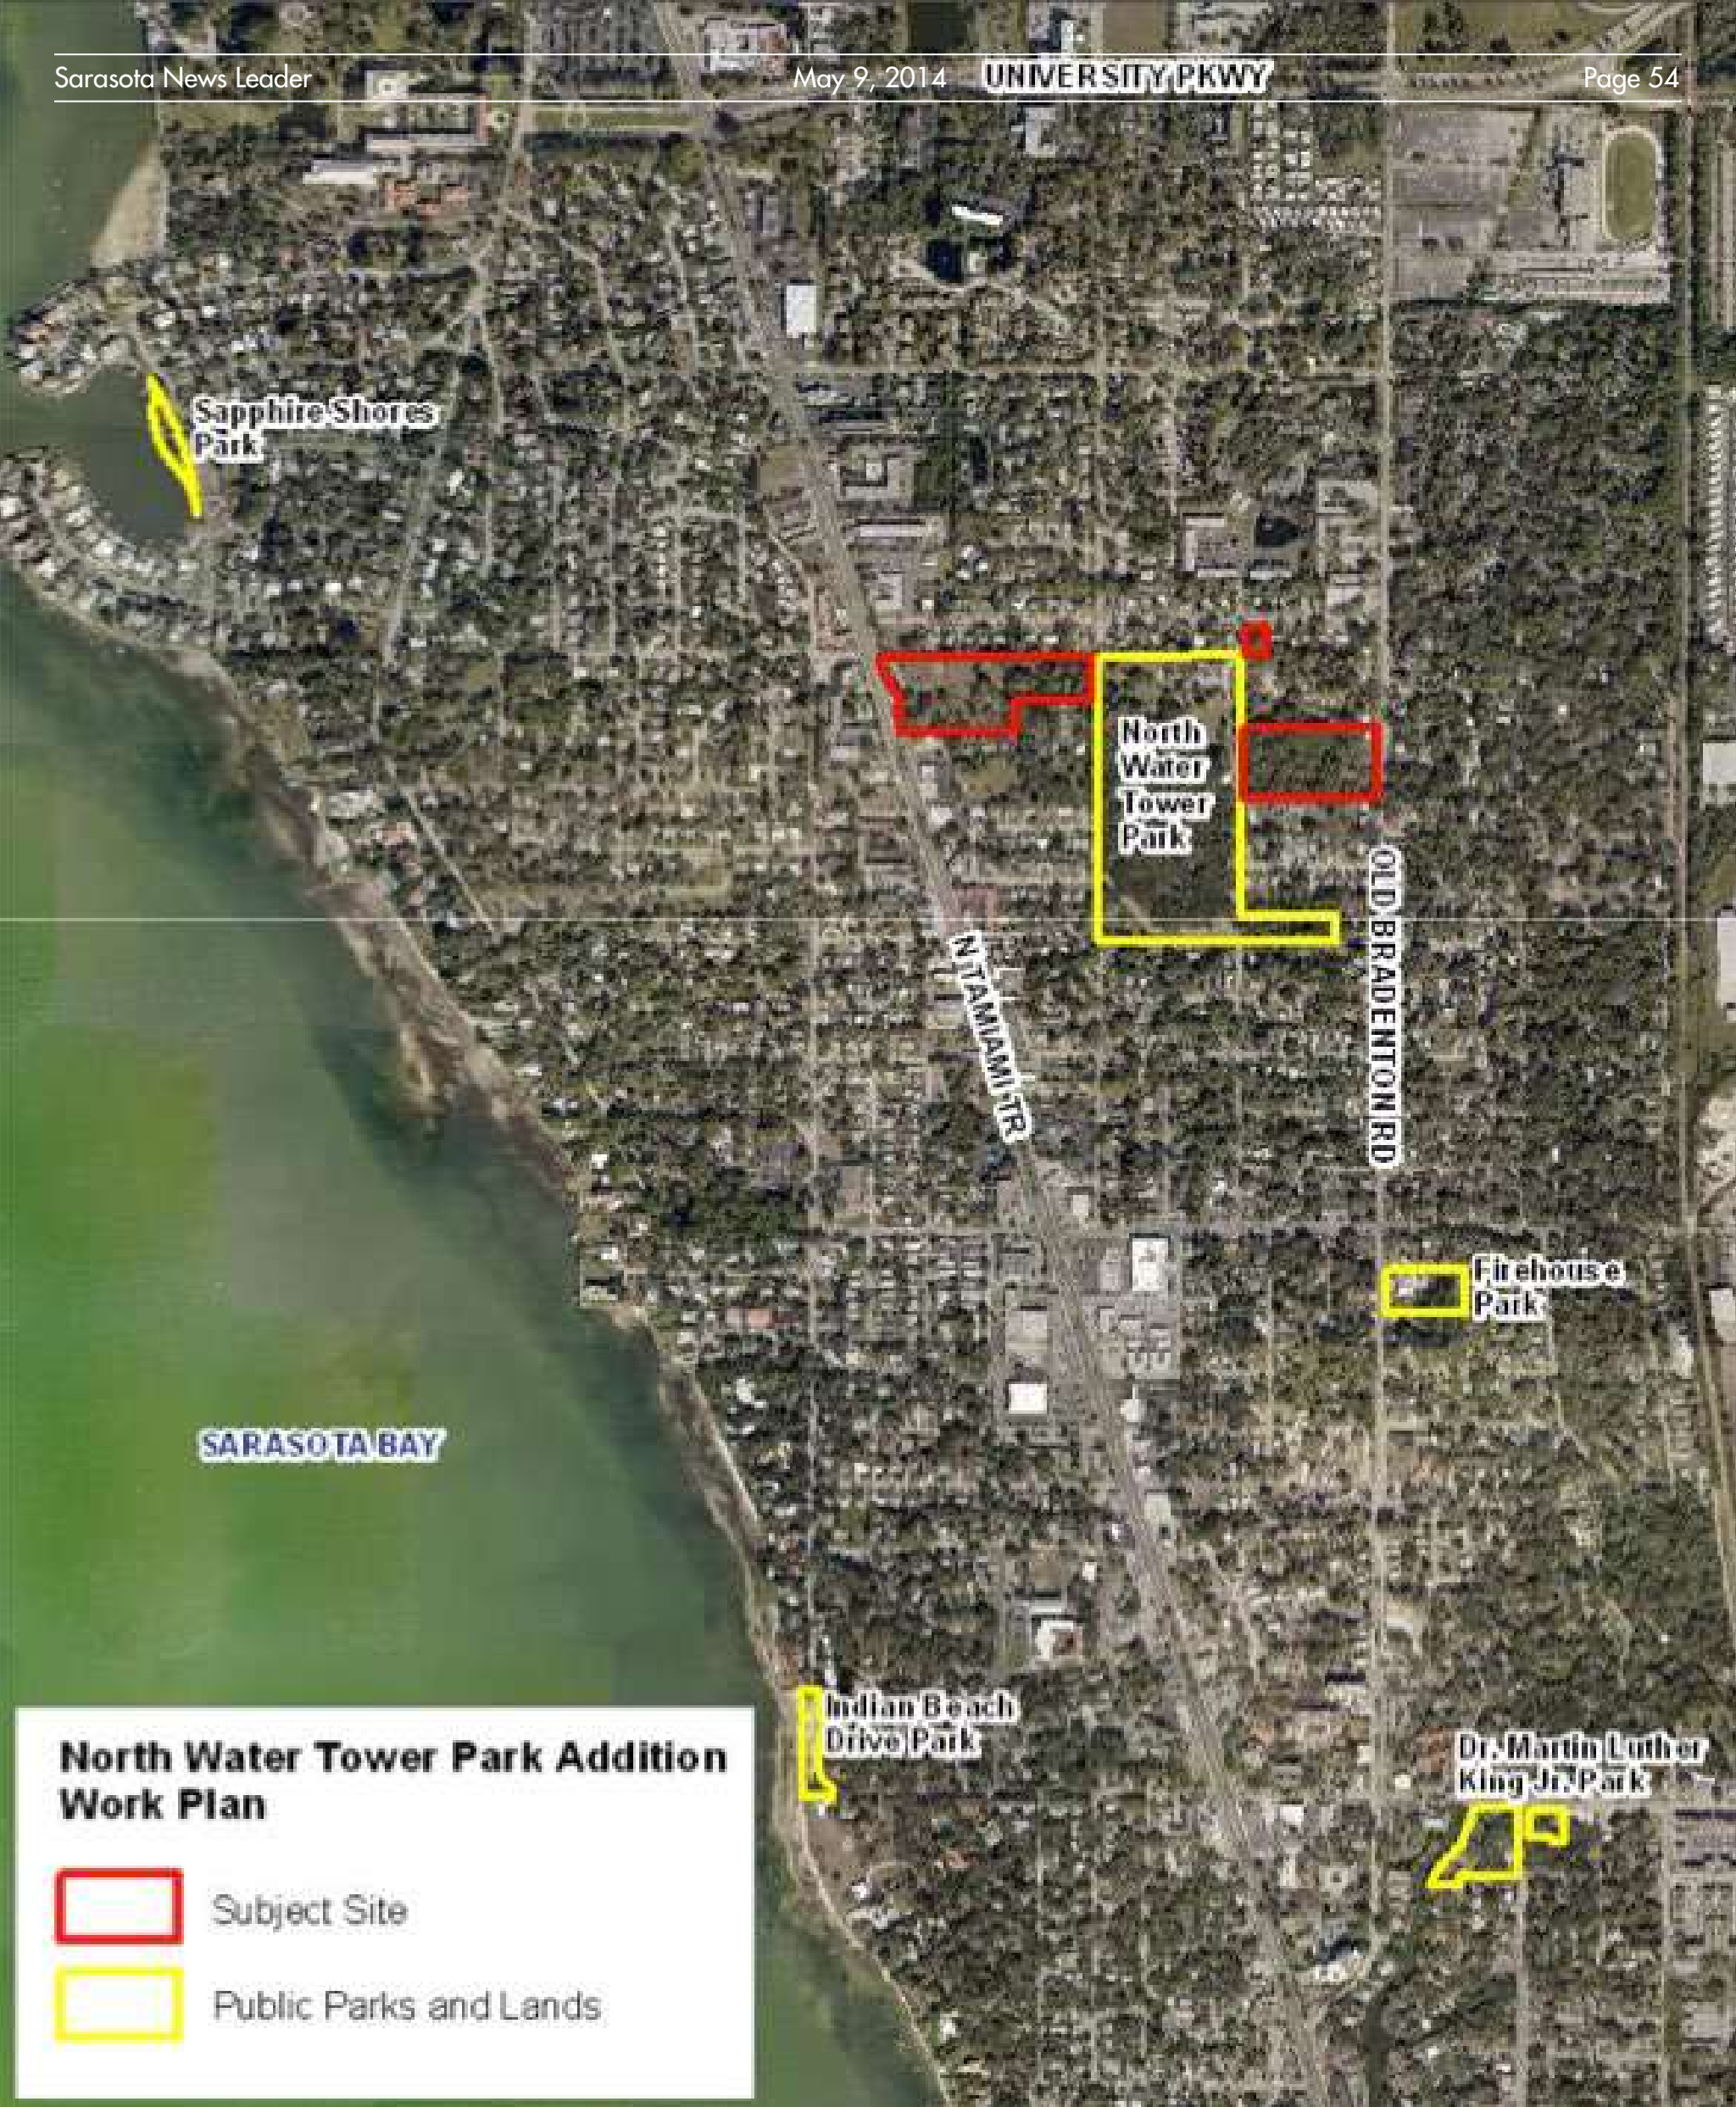 Sarasota News Leader
May 9, 2014
Page 54
UNIVERSITY PKWY
Sapphire Shores
Park
North
Water
Tower
Park
OLD BRADENTON RD
N TAMIAMI TR
Firehouse
Park
SARASOTA BAY
Indian Beach
Drive Park
Dr. Martin Luther
King Jr. Park
North Water Tower Park Addition
Work Plan
Subject Site
Public Parks and Lands